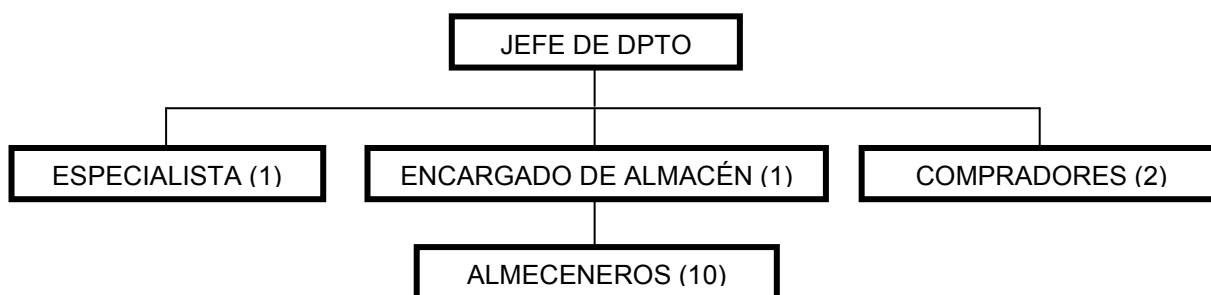 JEFE DE DPTO
ESPECIALISTA (1)
ENCARGADO DE ALMACÉN (1)
COMPRADORES (2)
ALMECENEROS (10)